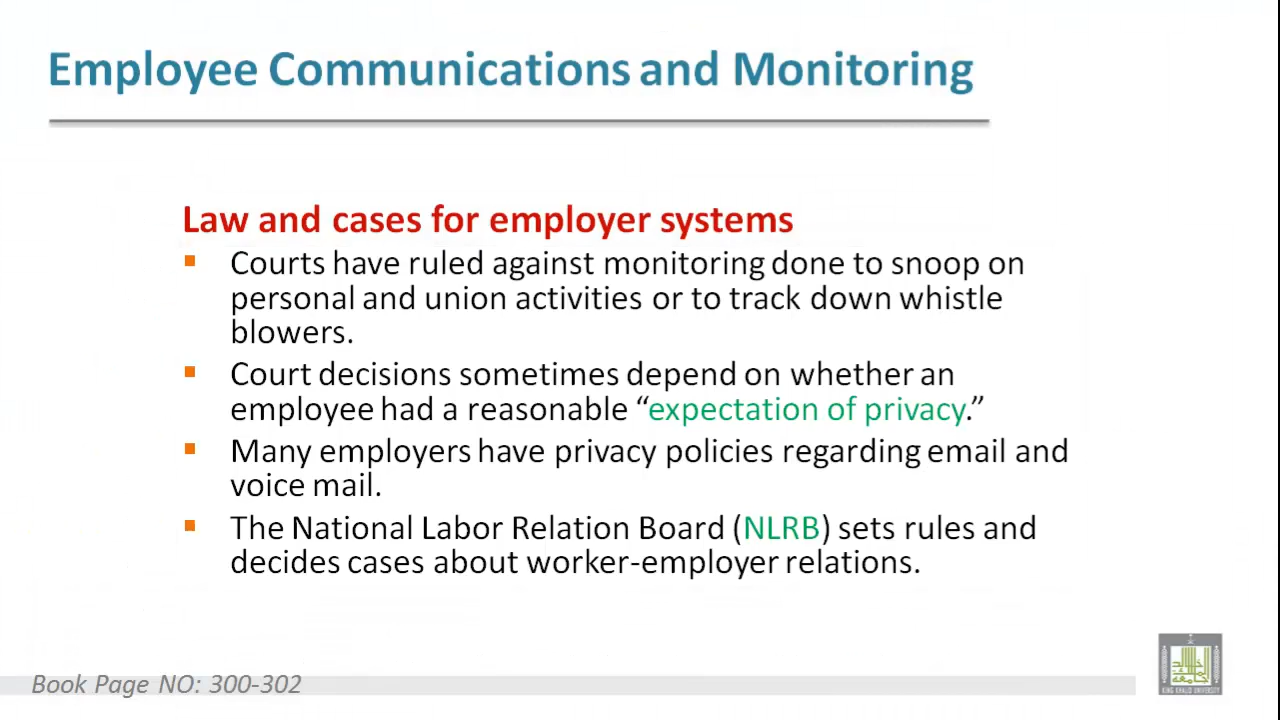 Employee Communications and Monitoring
Law and cases for employer systems
▪ Courts have ruled against monitoring done to snoop on
personal and union activities or to track down whistle
blowers.
▪ Court decisions sometimes depend on whether an
employee had a reasonable “expectation of privacy.”
▪ Many employers have privacy policies regarding email and
voice mail.
▪ The National Labor Relation Board (NLRB) sets rules and
decides cases about worker-employer relations.
Book Page NO: 300-302
KING KHALID UNIVERSITY